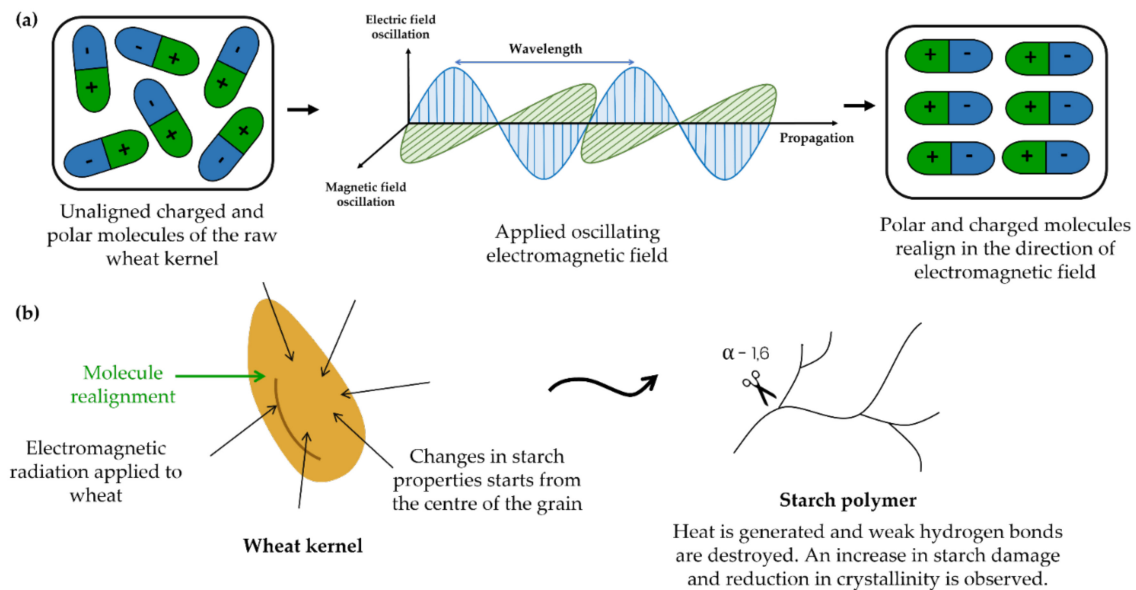 (a)
-
+
-
+
-
+
-
+
-
+
-
+
Unaligned charged and
polar molecules of the raw
wheat kernel
Electric field
oscillation
Wavelength
Propagation
Magnetic field
oscillation
Applied oscillating
electromagnetic field
+ - + -
+ - + -
+ - + -
Polar and charged molecules
realign in the direction of
electromagnetic field
(b)
Molecule
realignment
Electromagnetic
radiation applied to
wheat
Changes in starch
properties starts from
the centre of the grain
Wheat kernel
α - 1,6
Starch polymer
Heat is generated and weak hydrogen bonds
are destroyed. An increase in starch damage
and reduction in crystallinity is observed.